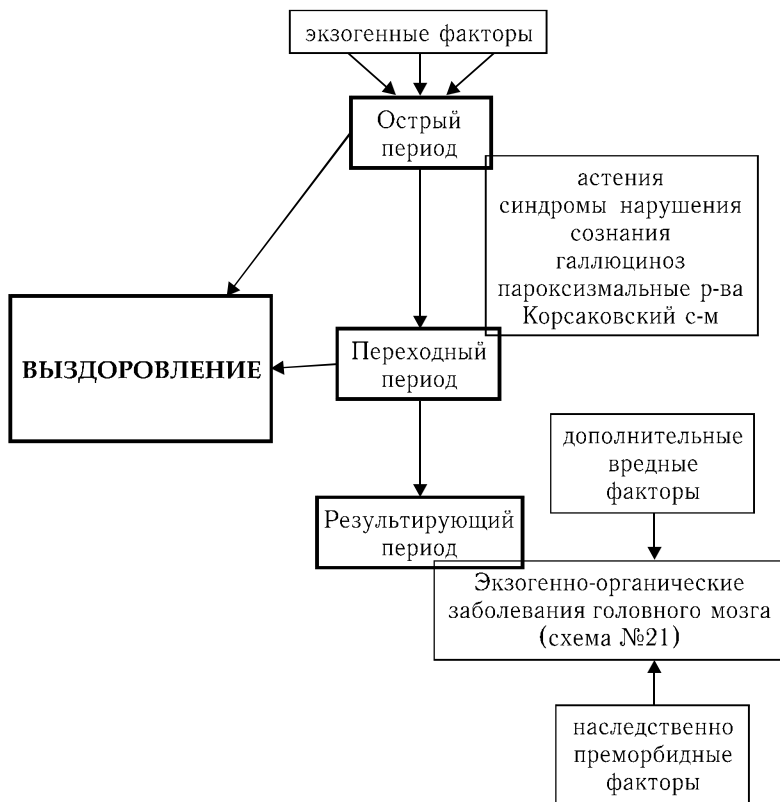 экзогенные факторы
Острый
период
астения
синдромы нарушения
сознания
галлюциноз
пароксизмальные р-ва
Корсаковский с-м
ВЫЗДОРОВЛЕНИЕ
Переходный
период
дополнительные
вредные
факторы
Результирующий
период
Экзогенно-органические
заболевания головного мозга
(схема №21)
наследственно
преморбидные
факторы